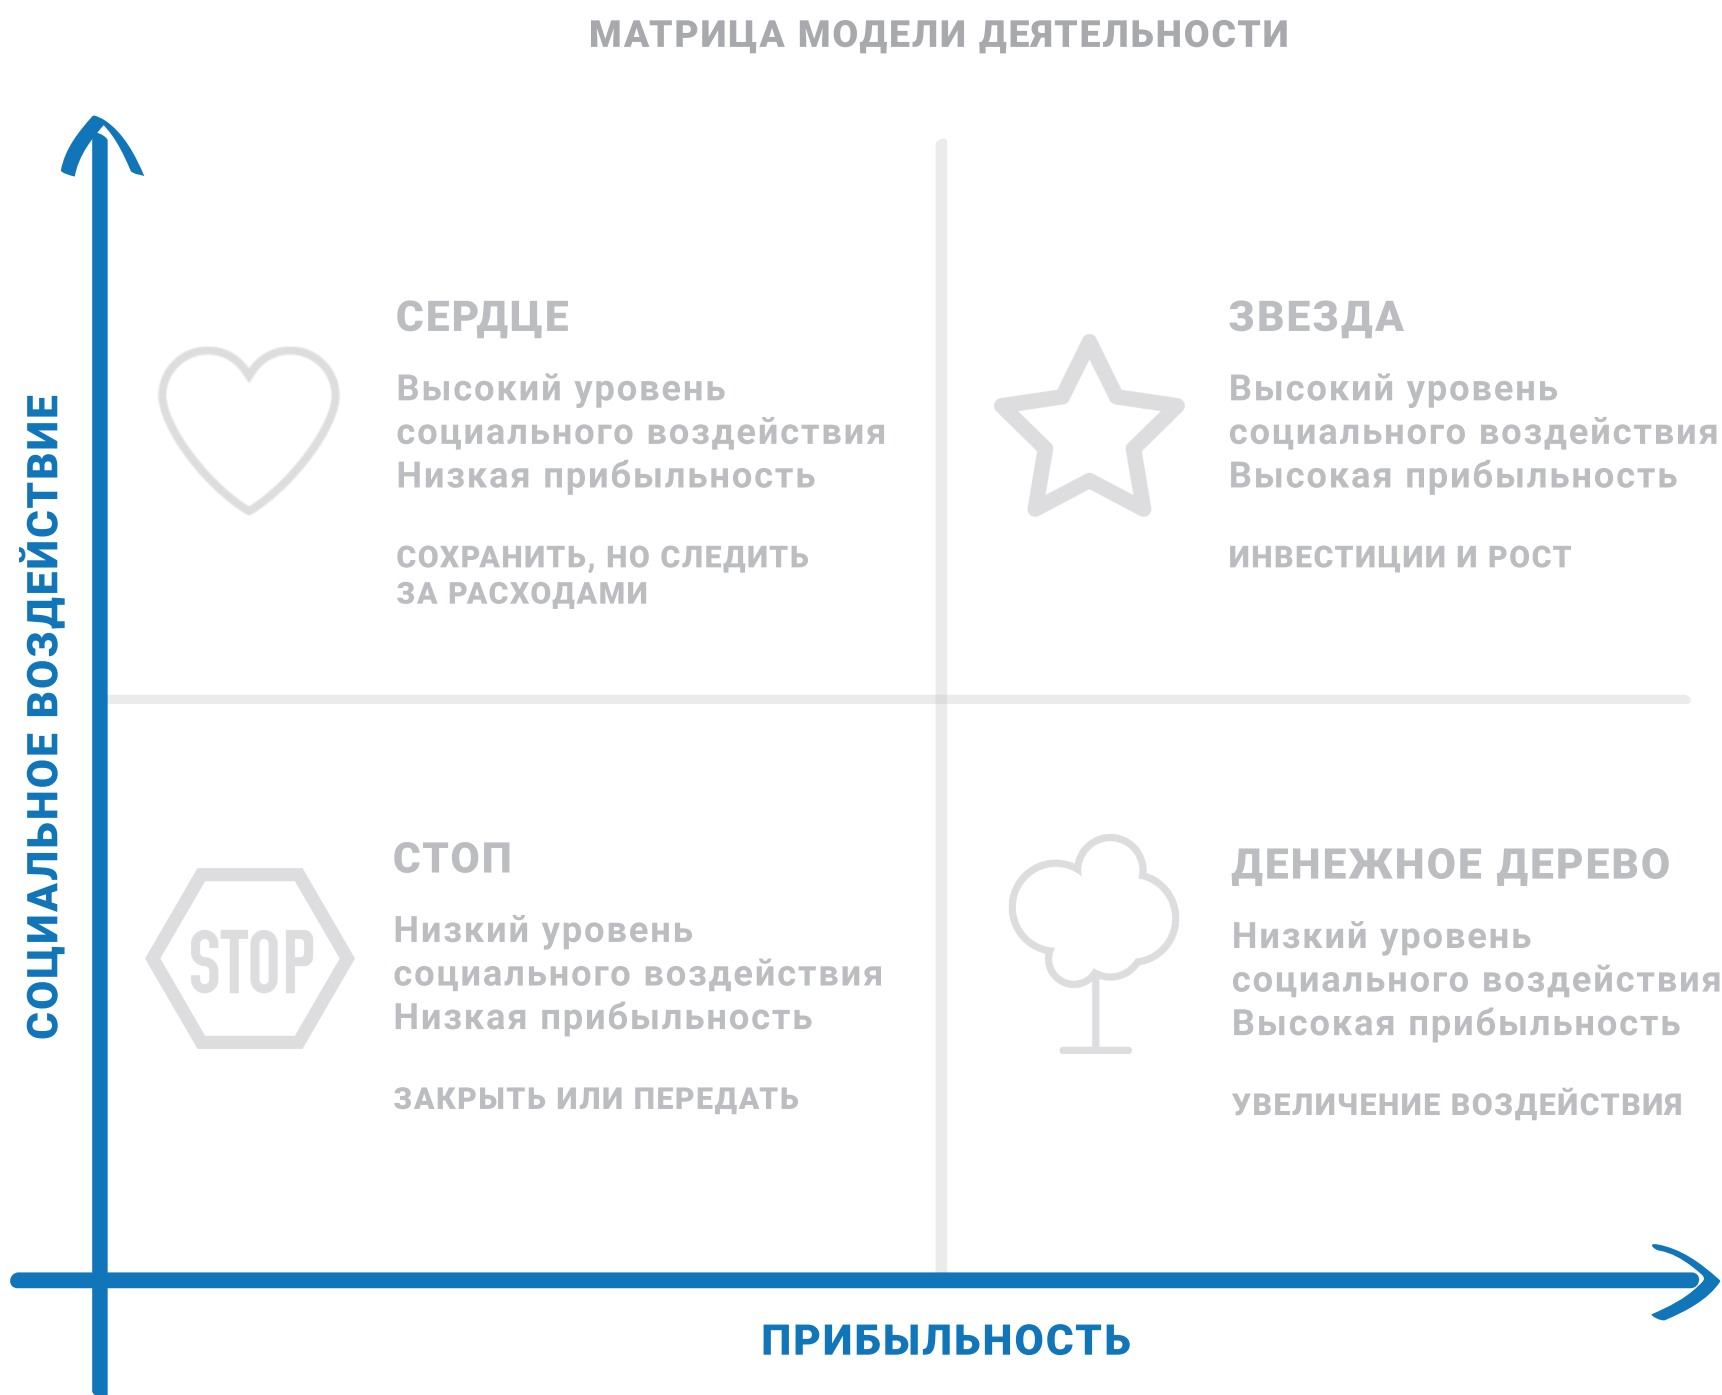 МАТРИЦА МОДЕЛИ ДЕЯТЕЛЬНОСТИ
СОЦИАЛЬНОЕ ВОЗДЕЙСТВИЕ
СЕРДЦЕ
Высокий уровень
социального воздействия
Низкая прибыльность
СОХРАНИТЬ, НО СЛЕДИТЬ
ЗА РАСХОДАМИ
ЗВЕЗДА
Высокий уровень
социального воздействия
Высокая прибыльность
ИНВЕСТИЦИИ И РОСТ
STOP
СТОП
Низкий уровень
социального воздействия
Низкая прибыльность
ЗАКРЫТЬ ИЛИ ПЕРЕДАТЬ
ДЕНЕЖНОЕ ДЕРЕВО
Низкий уровень
социального воздействия
Высокая прибыльность
УВЕЛИЧЕНИЕ ВОЗДЕЙСТВИЯ
ПРИБЫЛЬНОСТЬ